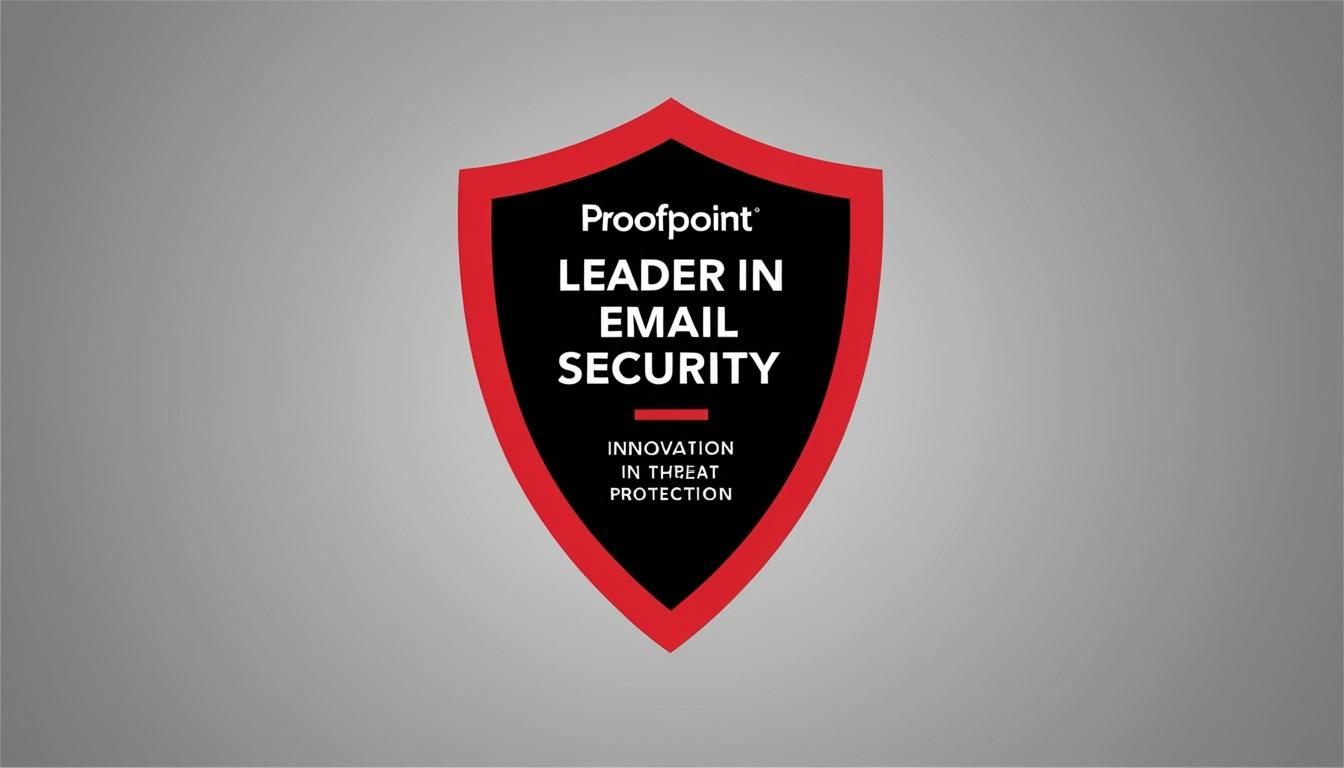 Proofpoint
LEADER IN
EMAIL
SECURITY
INNOVATION
IN THREAT
PROTECTION